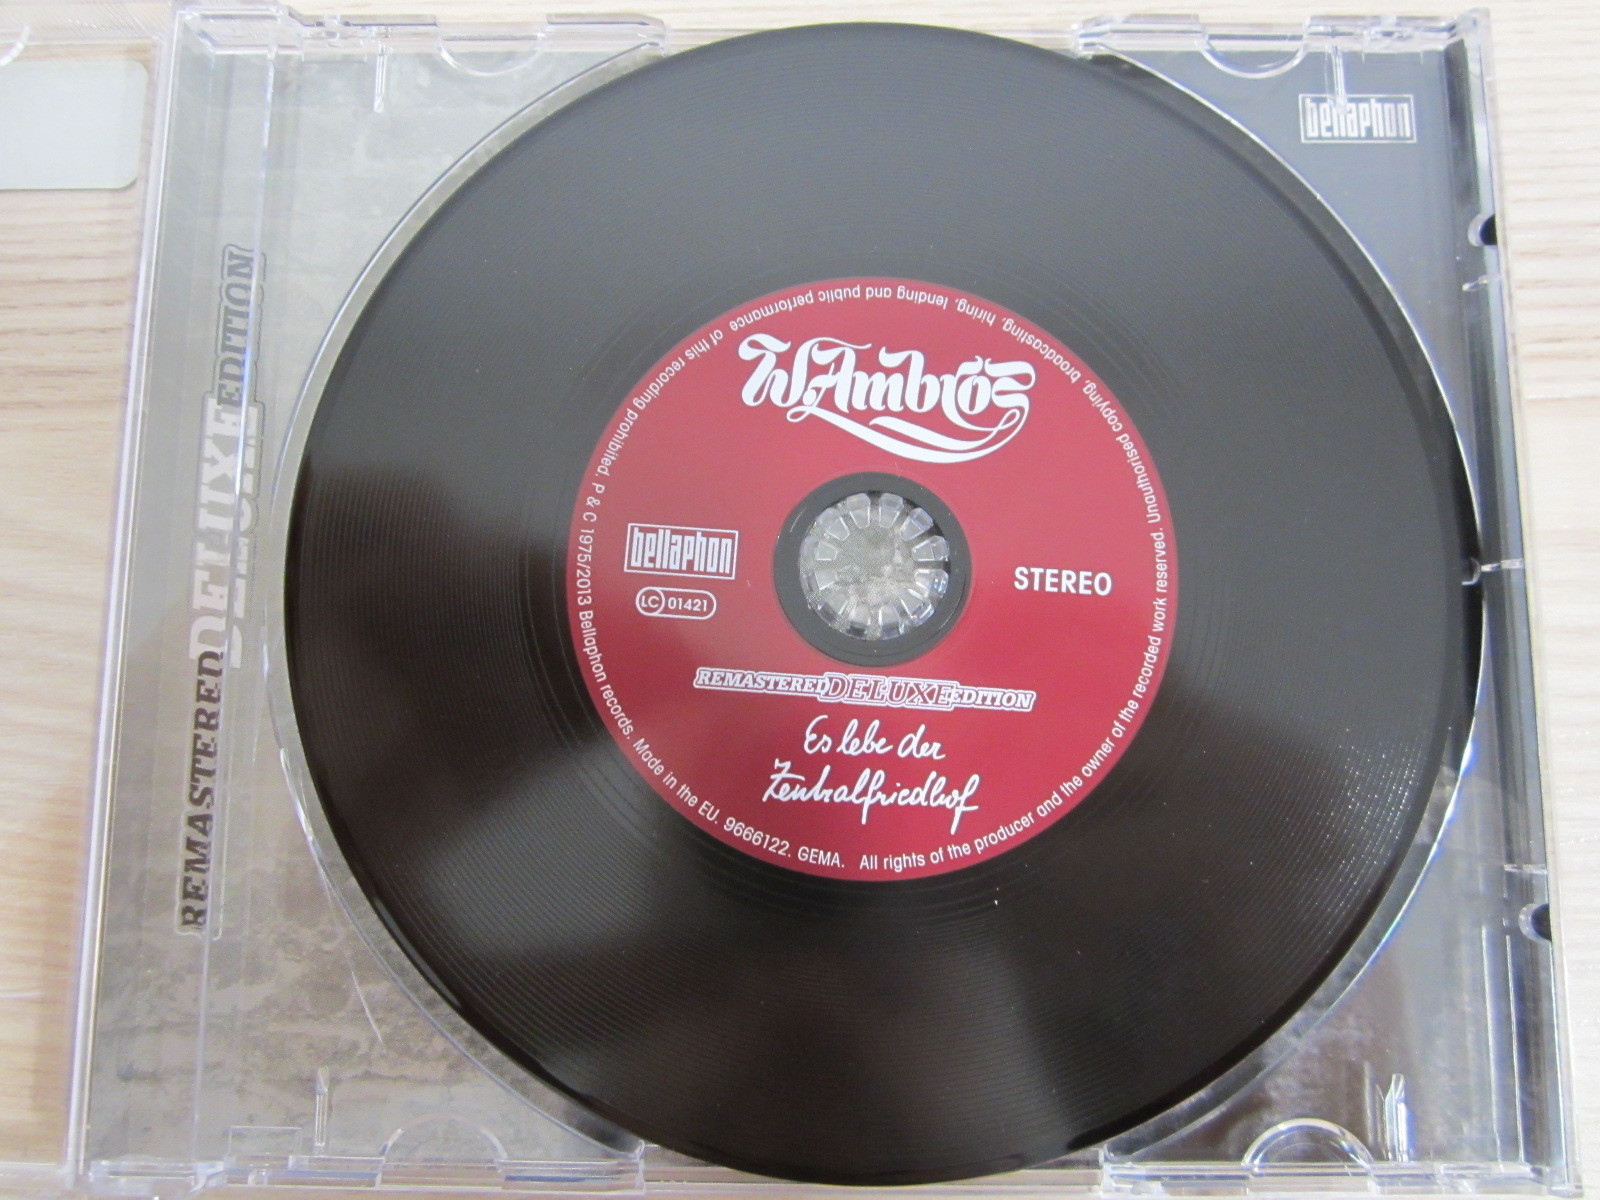 bellaphon
REMASTERED DELUXE EDITION
W. Ambros
bellaphon
LC 01421
STEREO
REMASTERED DELUXE EDITION
Es lebe der
Zentralfriedhof
P & C 1975/2013 Bellaphon records. Made in the EU. 9666122. GEMA. All rights of the producer and the owner of the recorded work reserved. Unauthorised copying, broadcasting, hiring, lending and public performance of this recording prohibited.